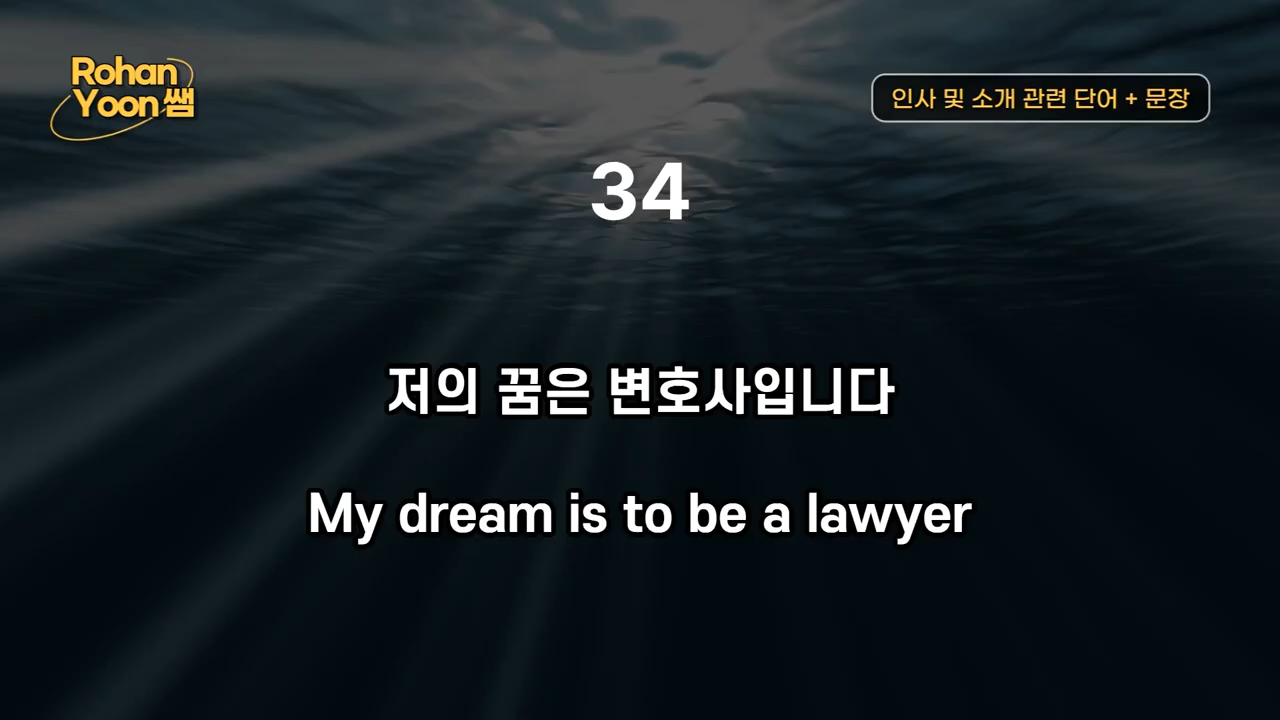 Rohan
Yoon쌤
인사 및 소개 관련 단어 + 문장
34
저의 꿈은 변호사입니다
My dream is to be a lawyer